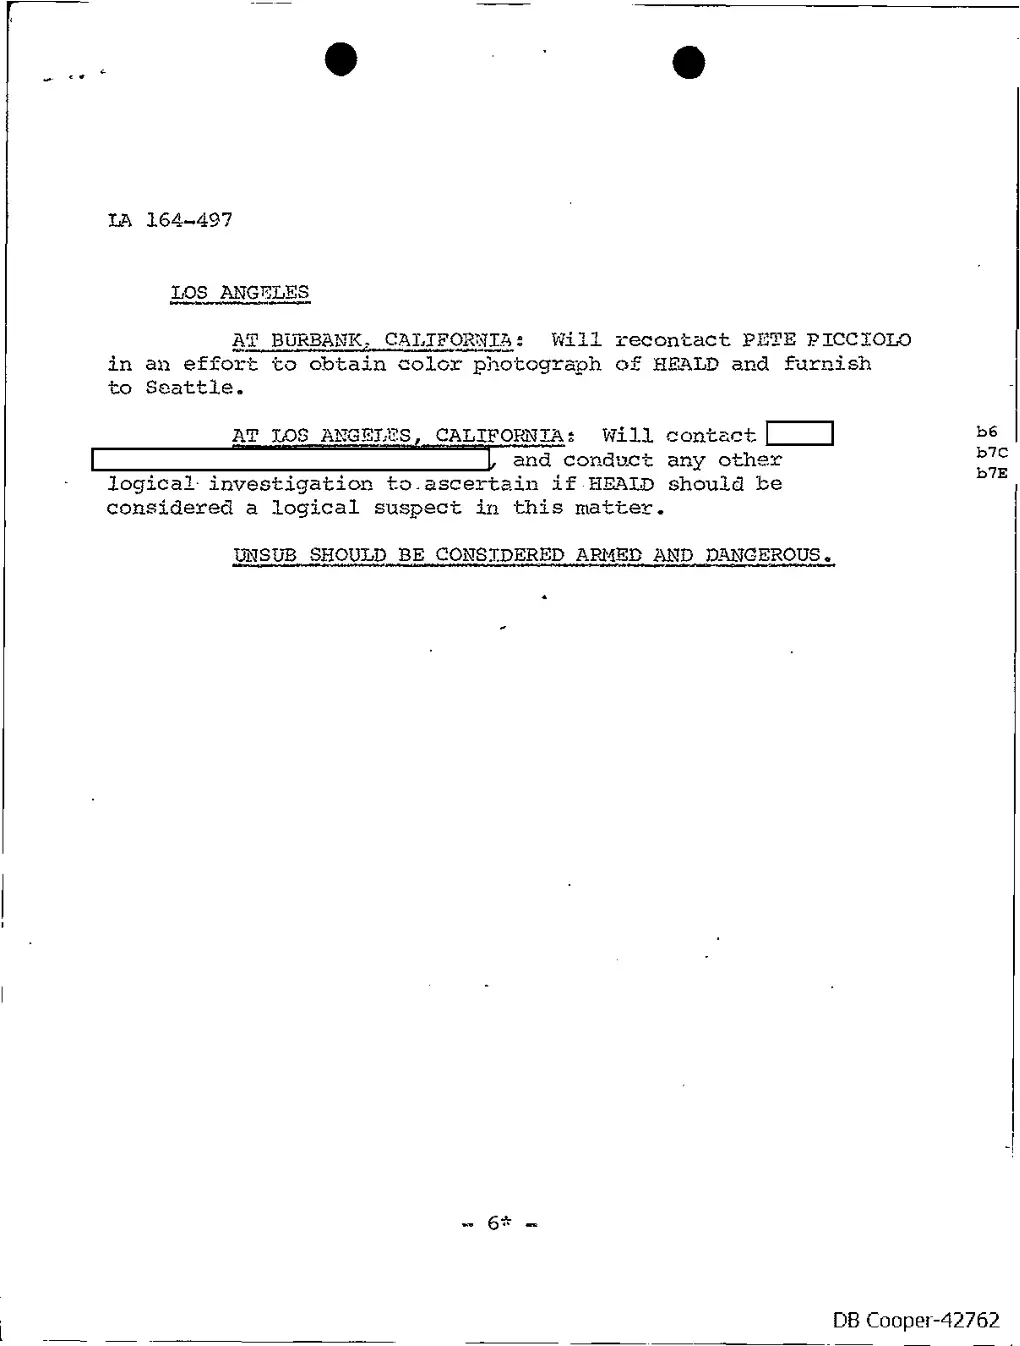 LA 164-497
LOS ANGELES
AT BURBANK, CALIFORNIA: Will recontact PETE PICCIOLO
in an effort to obtain color photograph of HEALD and furnish
to Seattle.
AT LOS ANGELES, CALIFORNIA: Will contact
b6
, and conduct any other
b7C
logical investigation to ascertain if HEALD should be
b7E
considered a logical suspect in this matter.
UNSUB SHOULD BE CONSIDERED ARMED AND DANGEROUS.
- 6* -
DB Cooper-42762